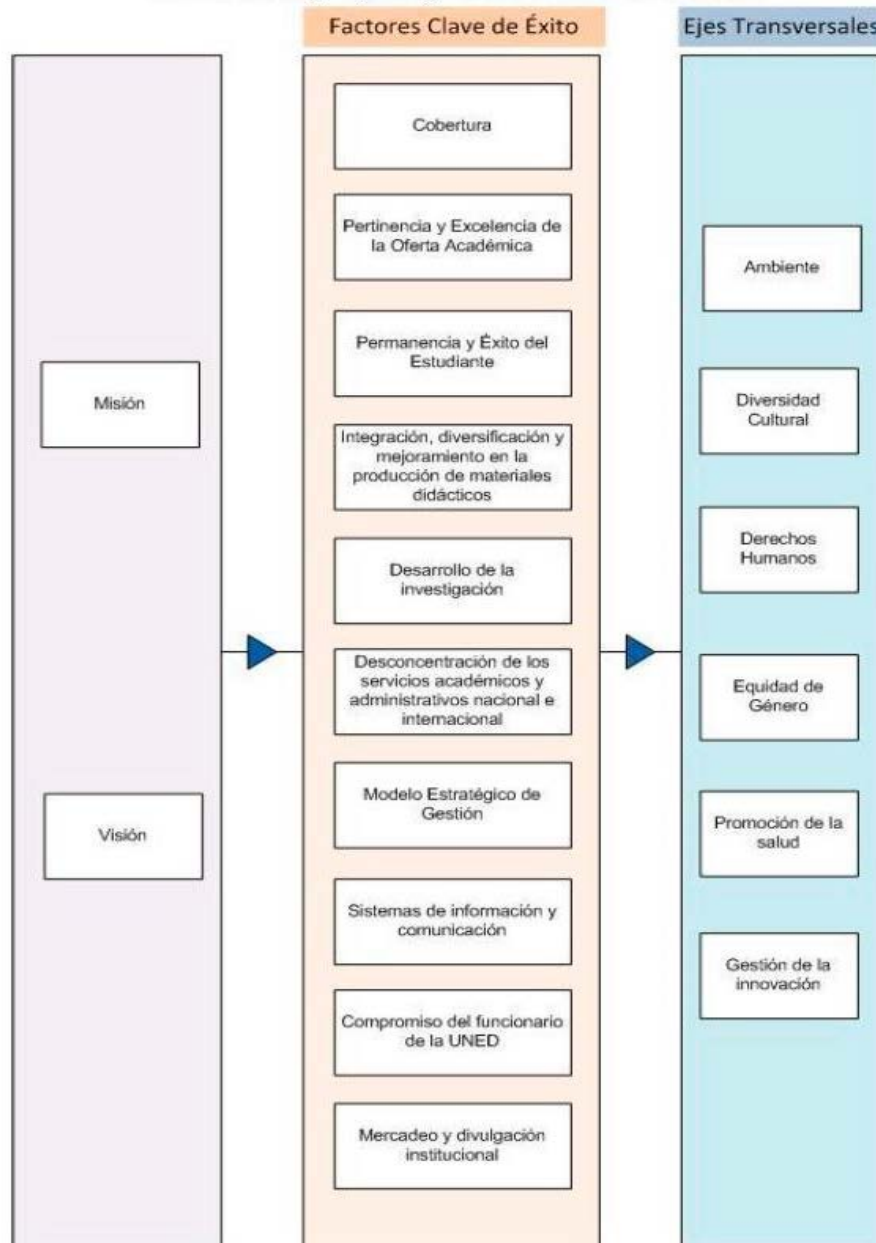 Factores Clave de Éxito
Ejes Transversales
Misión
Visión
Cobertura
Pertinencia y Excelencia de
la Oferta Académica
Permanencia y Éxito del
Estudiante
Integración, diversificación y
mejoramiento en la
producción de materiales
didácticos
Desarrollo de la
investigación
Desconcentración de los
servicios académicos y
administrativos nacional e
internacional
Modelo Estratégico de
Gestión
Sistemas de información y
comunicación
Compromiso del funcionario
de la UNED
Mercadeo y divulgación
institucional
Ambiente
Diversidad
Cultural
Derechos
Humanos
Equidad de
Género
Promoción de la
salud
Gestión de la
innovación